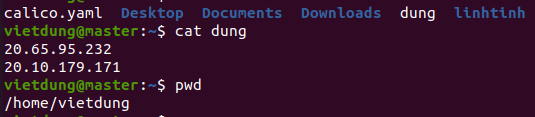 calico.yaml Desktop Documents Downloads dung linhtinh
vietdung@master:~$ cat dung
20.65.95.232
20.10.179.171
vietdung@master:~$ pwd
/home/vietdung